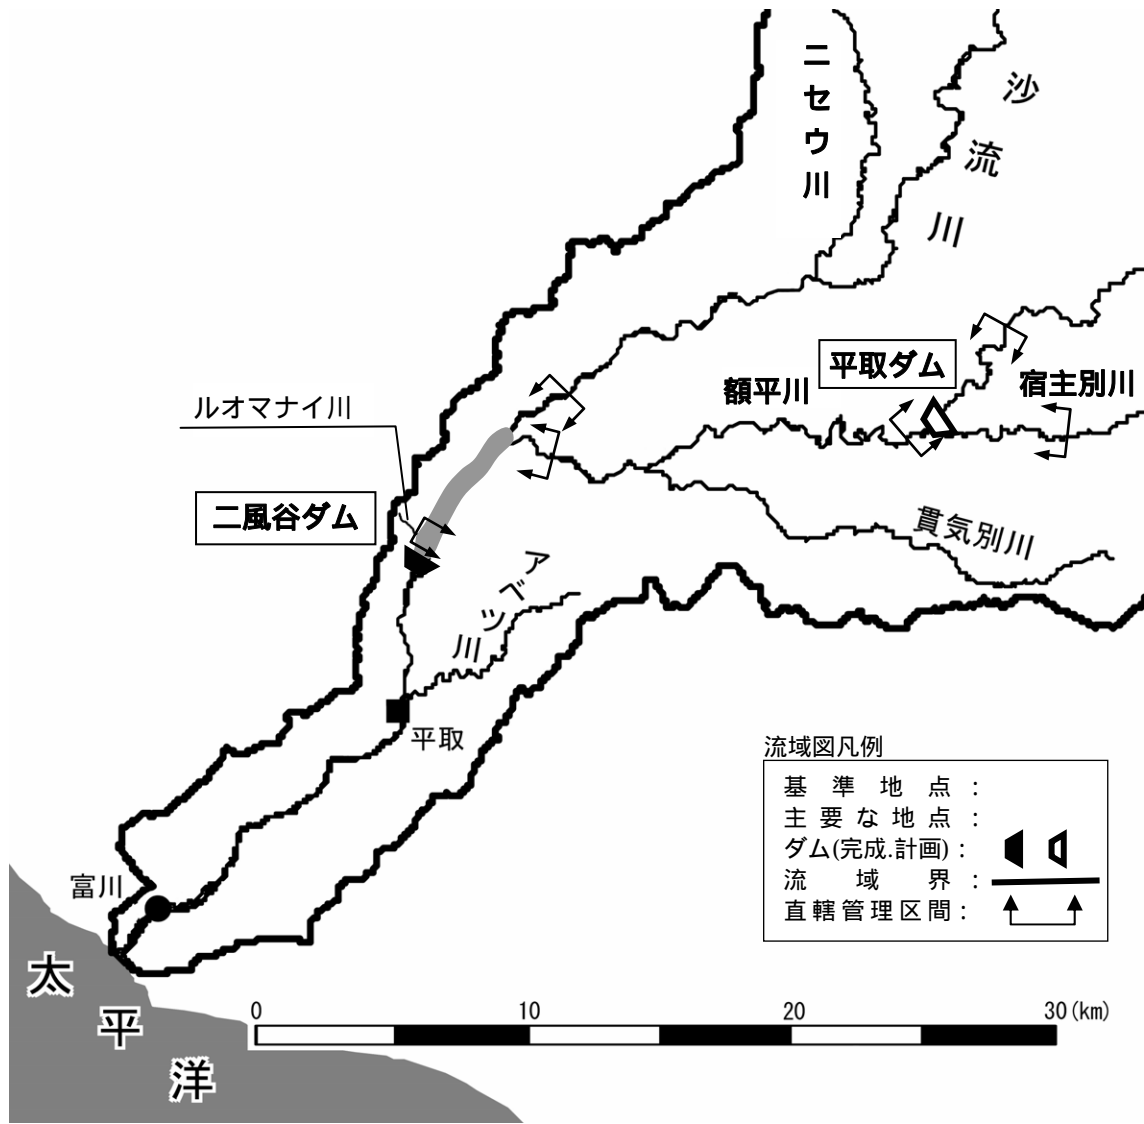 ニセウ川
沙流川
平取ダム
額平川
宿主別川
ルオマナイ川
二風谷ダム
貫気別川
アベツ川
平取
流域図凡例
基準地点：
主要な地点：
ダム(完成.計画)：
流域界：
直轄管理区間：
富川
太平洋
0 10 20 30(km)